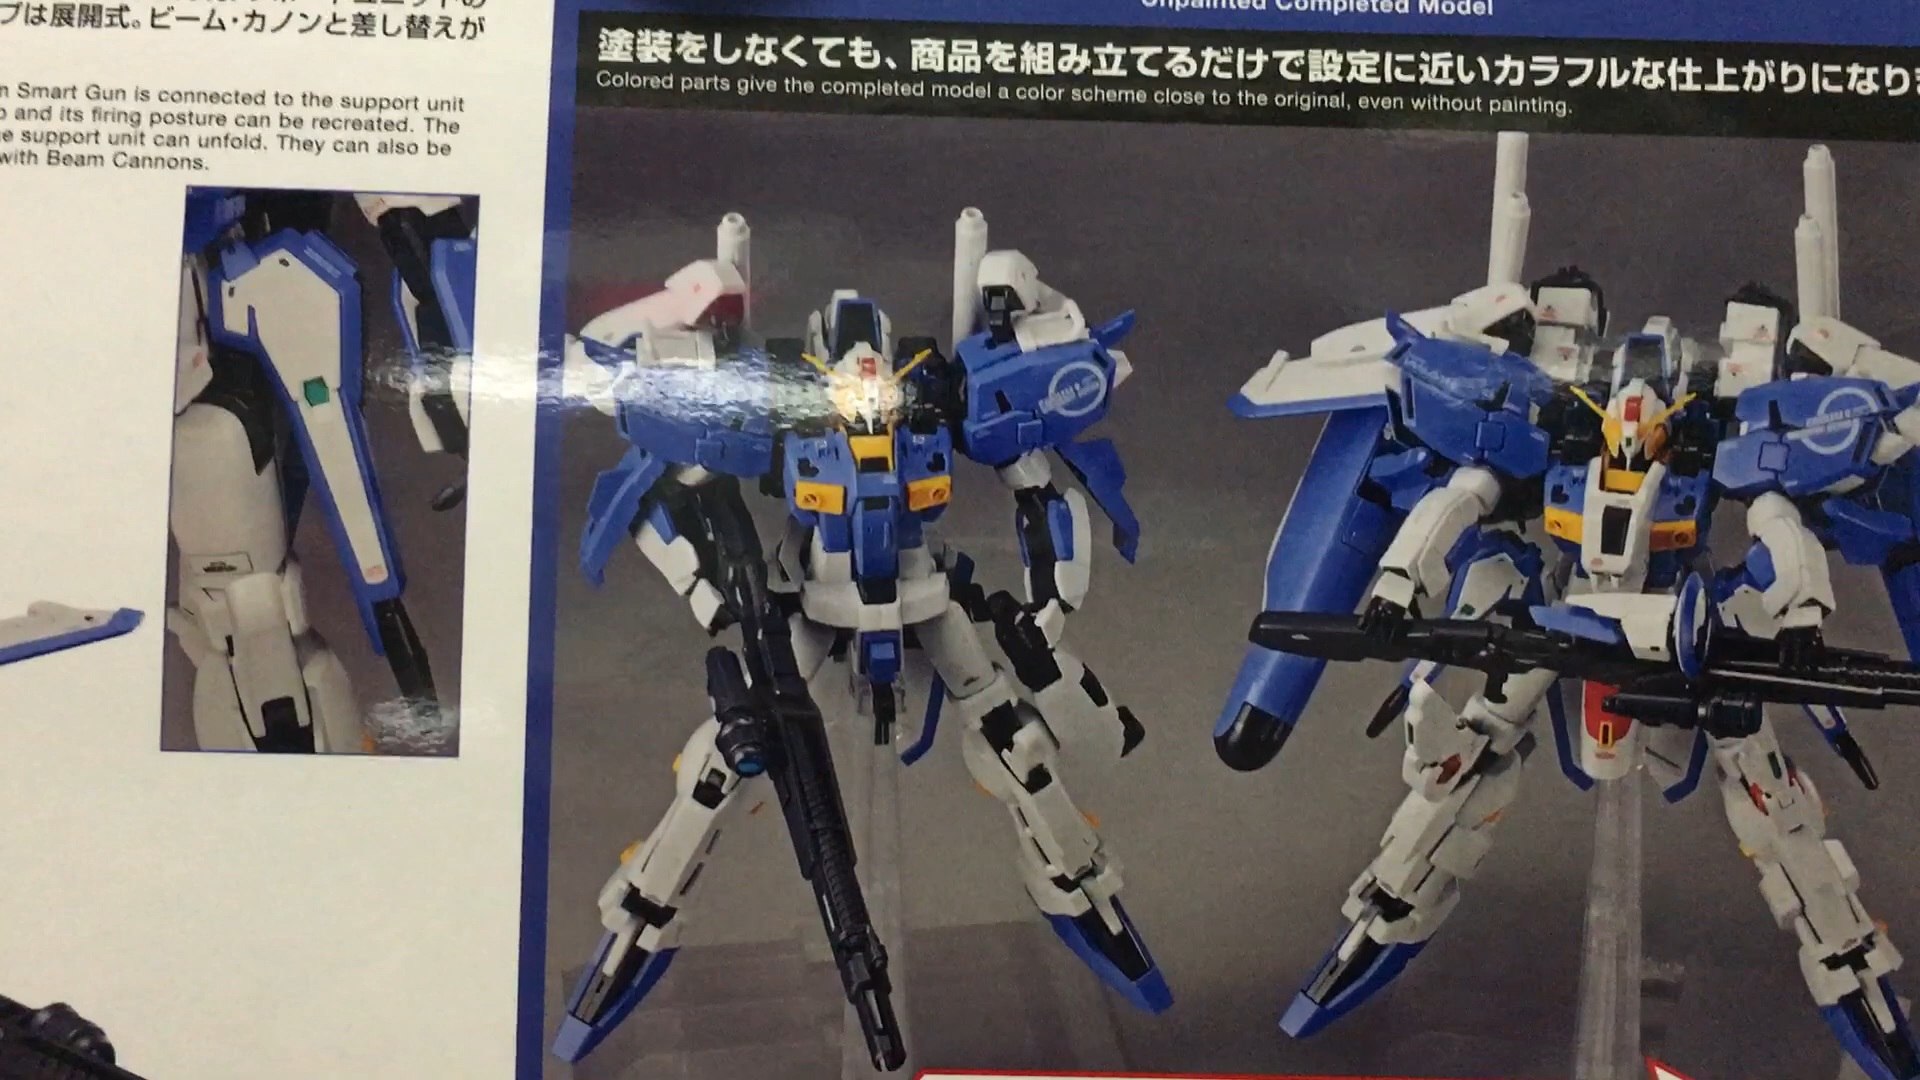 プは展開式。ビーム・カノンと差し替えが
Smart Gun is connected to the support unit
and its firing posture can be recreated. The
support unit can unfold. They can also be
with Beam Cannons.
Unpainted Completed Model
塗装をしなくても、商品を組み立てるだけで設定に近いカラフルな仕上がりになり
Colored parts give the completed model a color scheme close to the original, even without painting.